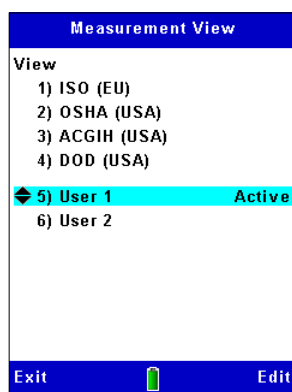 Measurement View
View
1) ISO (EU)
2) OSHA (USA)
3) ACGIH (USA)
4) DOD (USA)
5) User 1 Active
6) User 2
Exit Edit